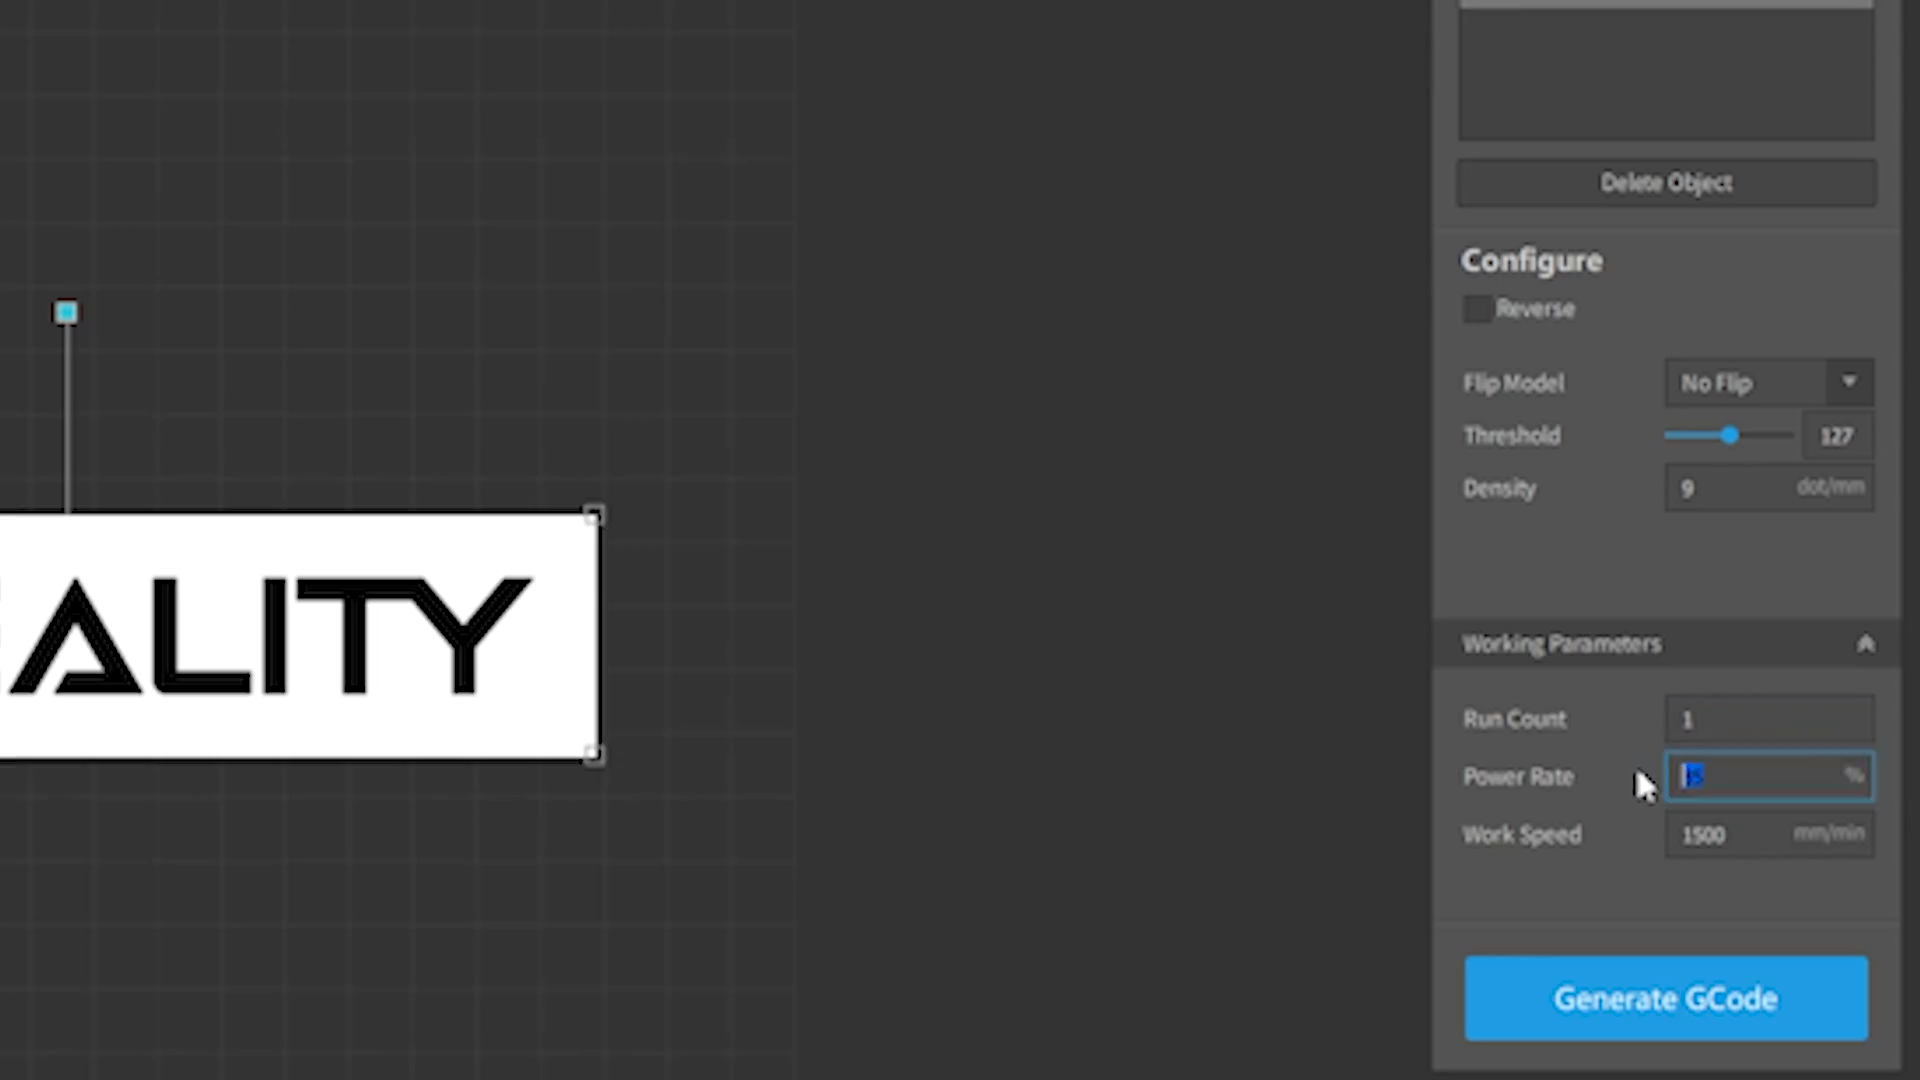 Delete Object
Configure
Reverse
Flip Model No Flip
Threshold 127
Density 9 dot/mm
ALITY
Working Parameters
Run Count 1
Power Rate %
Work Speed 1500 mm/min
Generate GCode